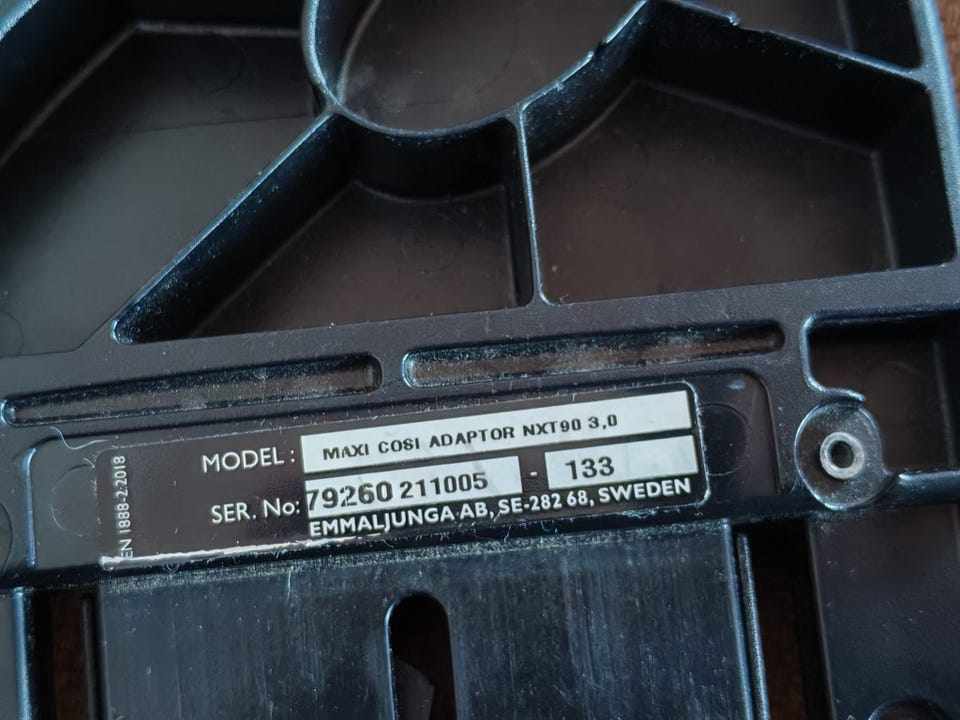 MODEL: MAXI COSI ADAPTOR NXT90 3,0
SER. No: 79260 211005 - 133
EMMALJUNGA AB, SE-282 68, SWEDEN
EN 1888-2:2018